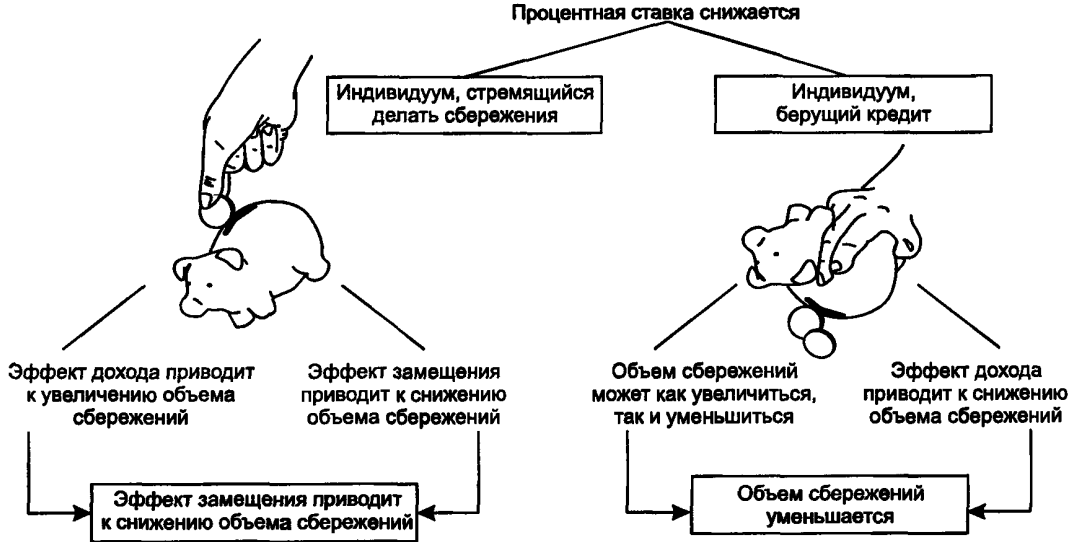 Процентная ставка снижается
Индивидуум, стремящийся
делать сбережения
Индивидуум,
берущий кредит
Эффект дохода приводит
к увеличению объема
сбережений
Эффект замещения
приводит к снижению
объема сбережений
Объем сбережений
может как увеличиться,
так и уменьшиться
Эффект дохода
приводит к снижению
объема сбережений
Эффект замещения приводит
к снижению объема сбережений
Объем сбережений
уменьшается